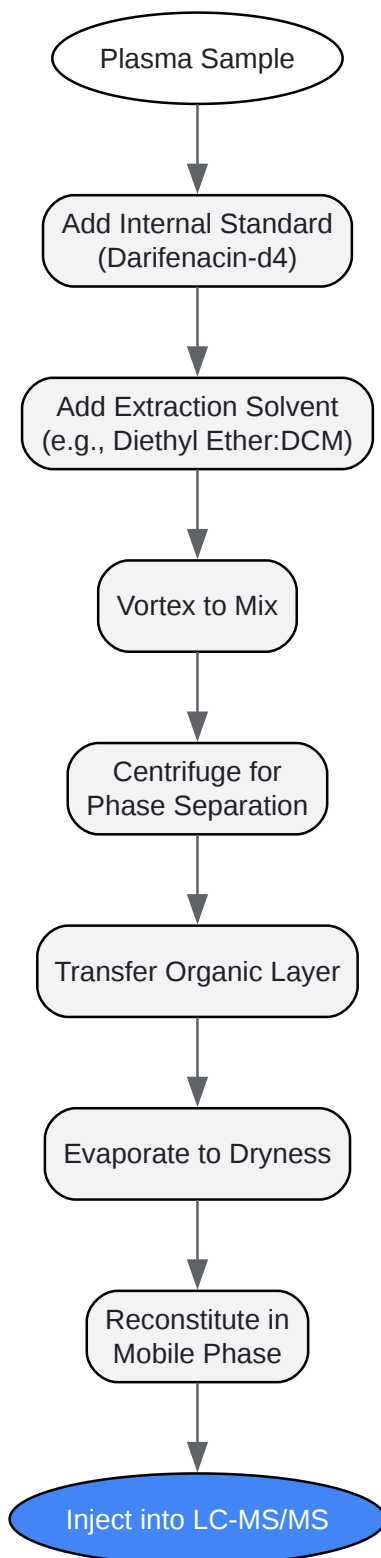 Plasma Sample
Add Internal Standard
(Darifenacin-d4)
Add Extraction Solvent
(e.g., Diethyl Ether:DCM)
Vortex to Mix
Centrifuge for
Phase Separation
Transfer Organic Layer
Evaporate to Dryness
Reconstitute in
Mobile Phase
Inject into LC-MS/MS